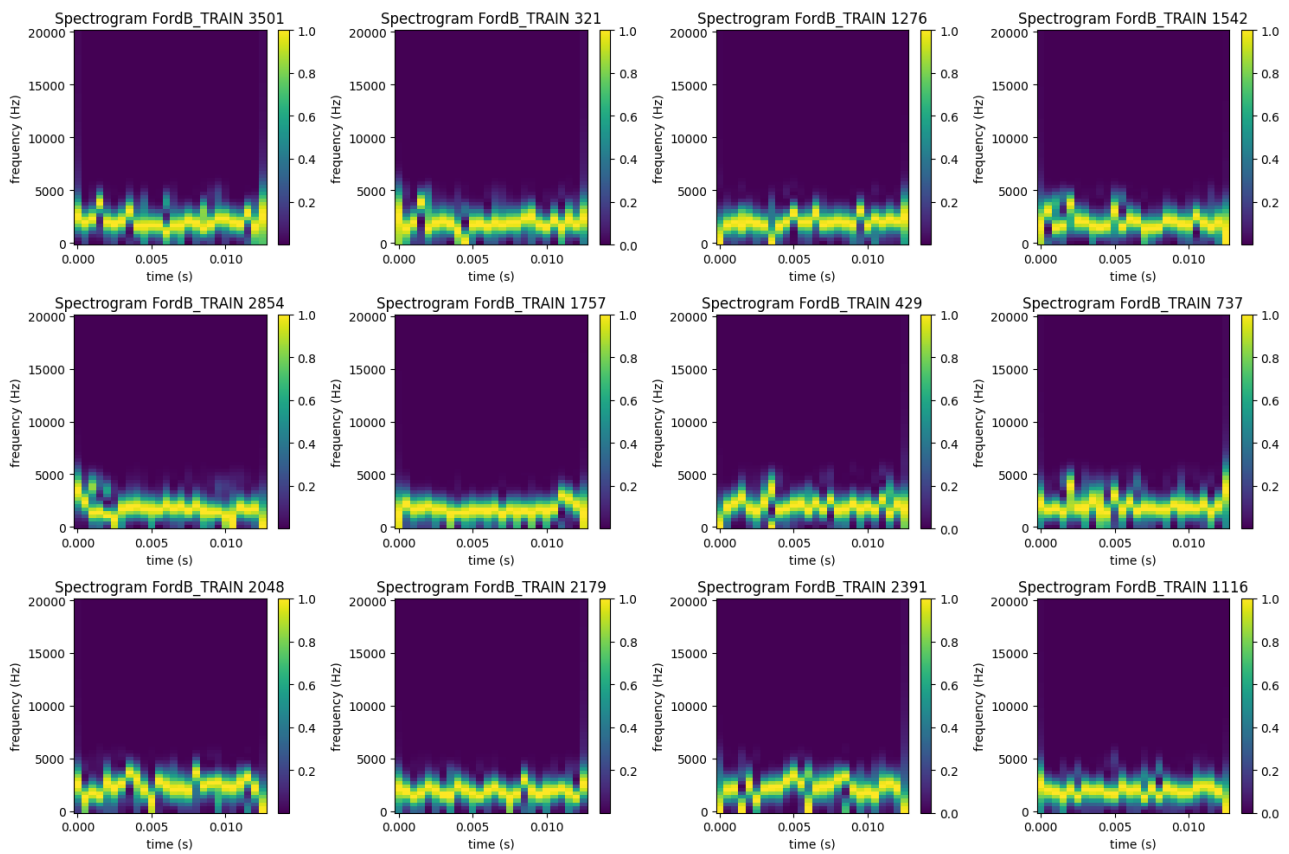 Spectrogram FordB_TRAIN 3501
frequency (Hz)
20000
15000
10000
5000
0
0.000 0.005 0.010
time (s)
1.0
0.8
0.6
0.4
0.2
Spectrogram FordB_TRAIN 321
frequency (Hz)
20000
15000
10000
5000
0
0.000 0.005 0.010
time (s)
1.0
0.8
0.6
0.4
0.2
0.0
Spectrogram FordB_TRAIN 1276
frequency (Hz)
20000
15000
10000
5000
0
0.000 0.005 0.010
time (s)
1.0
0.8
0.6
0.4
0.2
Spectrogram FordB_TRAIN 1542
frequency (Hz)
20000
15000
10000
5000
0
0.000 0.005 0.010
time (s)
1.0
0.8
0.6
0.4
0.2
Spectrogram FordB_TRAIN 2854
frequency (Hz)
20000
15000
10000
5000
0
0.000 0.005 0.010
time (s)
1.0
0.8
0.6
0.4
0.2
Spectrogram FordB_TRAIN 1757
frequency (Hz)
20000
15000
10000
5000
0
0.000 0.005 0.010
time (s)
1.0
0.8
0.6
0.4
0.2
Spectrogram FordB_TRAIN 429
frequency (Hz)
20000
15000
10000
5000
0
0.000 0.005 0.010
time (s)
1.0
0.8
0.6
0.4
0.2
0.0
Spectrogram FordB_TRAIN 737
frequency (Hz)
20000
15000
10000
5000
0
0.000 0.005 0.010
time (s)
1.0
0.8
0.6
0.4
0.2
Spectrogram FordB_TRAIN 2048
frequency (Hz)
20000
15000
10000
5000
0
0.000 0.005 0.010
time (s)
1.0
0.8
0.6
0.4
0.2
Spectrogram FordB_TRAIN 2179
frequency (Hz)
20000
15000
10000
5000
0
0.000 0.005 0.010
time (s)
1.0
0.8
0.6
0.4
0.2
Spectrogram FordB_TRAIN 2391
frequency (Hz)
20000
15000
10000
5000
0
0.000 0.005 0.010
time (s)
1.0
0.8
0.6
0.4
0.2
0.0
Spectrogram FordB_TRAIN 1116
frequency (Hz)
20000
15000
10000
5000
0
0.000 0.005 0.010
time (s)
1.0
0.8
0.6
0.4
0.2
0.0